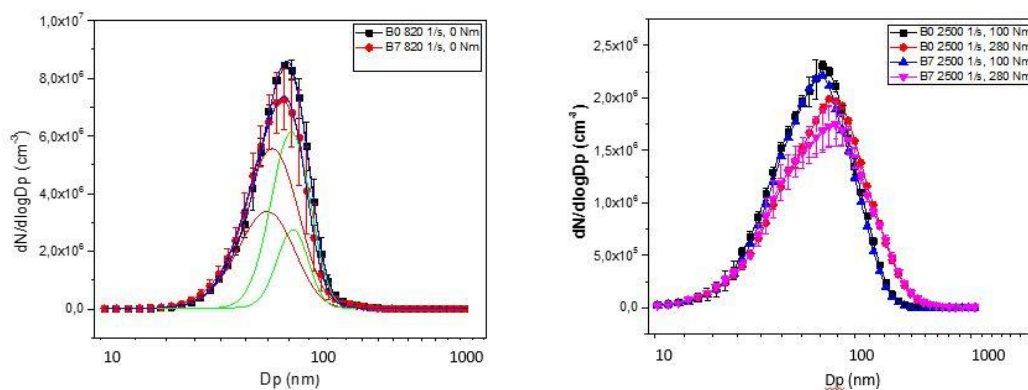 1,0x10⁷
8,0x10⁶
6,0x10⁶
4,0x10⁶
2,0x10⁶
0,0
dN/dlogDp (cm⁻³)
B0 820 1/s, 0 Nm
B7 820 1/s, 0 Nm
10
100
1000
Dp (nm)
2,5x10⁶
2,0x10⁶
1,5x10⁶
1,0x10⁶
5,0x10⁵
0,0
dN/dlogDp (cm⁻³)
B0 2500 1/s, 100 Nm
B0 2500 1/s, 280 Nm
B7 2500 1/s, 100 Nm
B7 2500 1/s, 280 Nm
10
100
1000
Dp (nm)